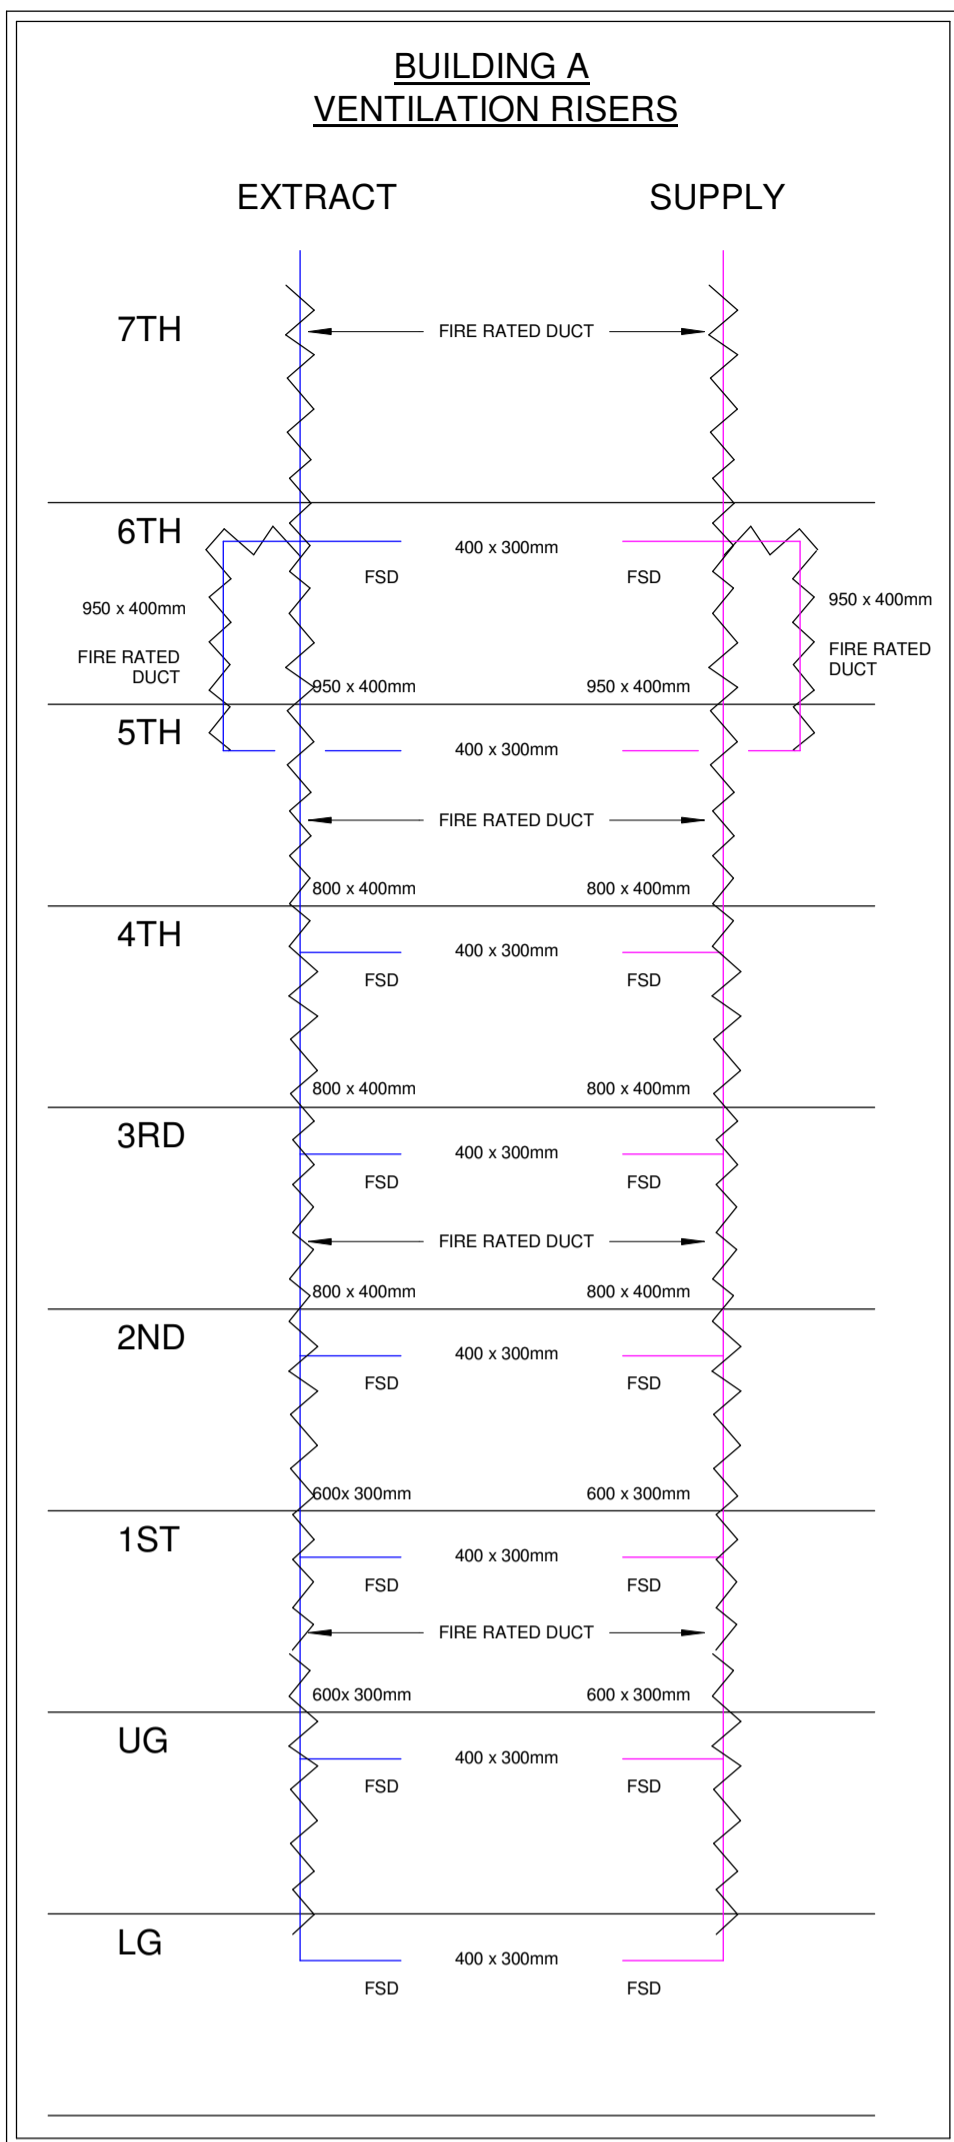 BUILDING A
VENTILATION RISERS
EXTRACT
SUPPLY
7TH
FIRE RATED DUCT
6TH
400 x 300mm
FSD
FSD
950 x 400mm
950 x 400mm
FIRE RATED
DUCT
FIRE RATED
DUCT
950 x 400mm
950 x 400mm
5TH
400 x 300mm
FIRE RATED DUCT
800 x 400mm
800 x 400mm
4TH
400 x 300mm
FSD
FSD
800 x 400mm
800 x 400mm
3RD
400 x 300mm
FSD
FSD
FIRE RATED DUCT
800 x 400mm
800 x 400mm
2ND
400 x 300mm
FSD
FSD
600x 300mm
600 x 300mm
1ST
400 x 300mm
FSD
FSD
FIRE RATED DUCT
600x 300mm
600 x 300mm
UG
400 x 300mm
FSD
FSD
LG
400 x 300mm
FSD
FSD